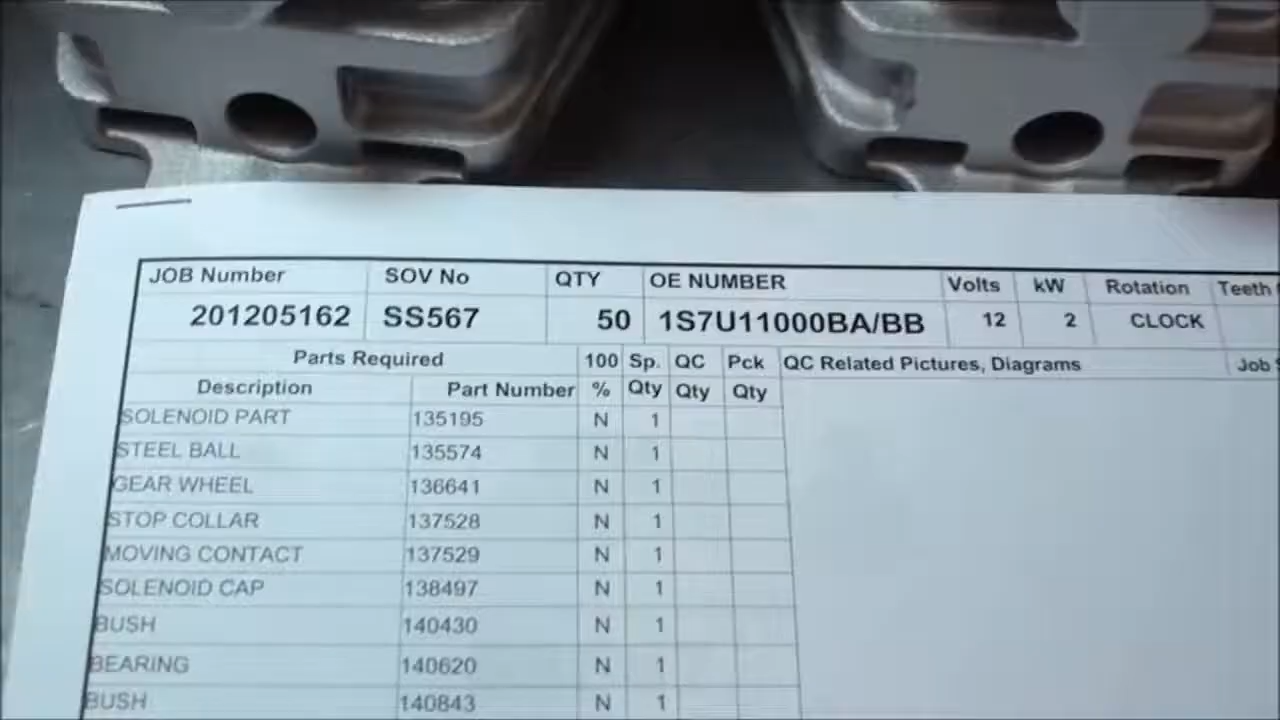 JOB Number SOV No QTY OE NUMBER Volts kW Rotation Teeth
201205162 SS567 50 1S7U11000BA/BB 12 2 CLOCK
Parts Required 100 Sp. QC Pck QC Related Pictures, Diagrams Job
Description Part Number % Qty Qty Qty
SOLENOID PART 135195 N 1
STEEL BALL 135574 N 1
GEAR WHEEL 136641 N 1
STOP COLLAR 137528 N 1
MOVING CONTACT 137529 N 1
SOLENOID CAP 138497 N 1
BUSH 140430 N 1
BEARING 140620 N 1
BUSH 140843 N 1